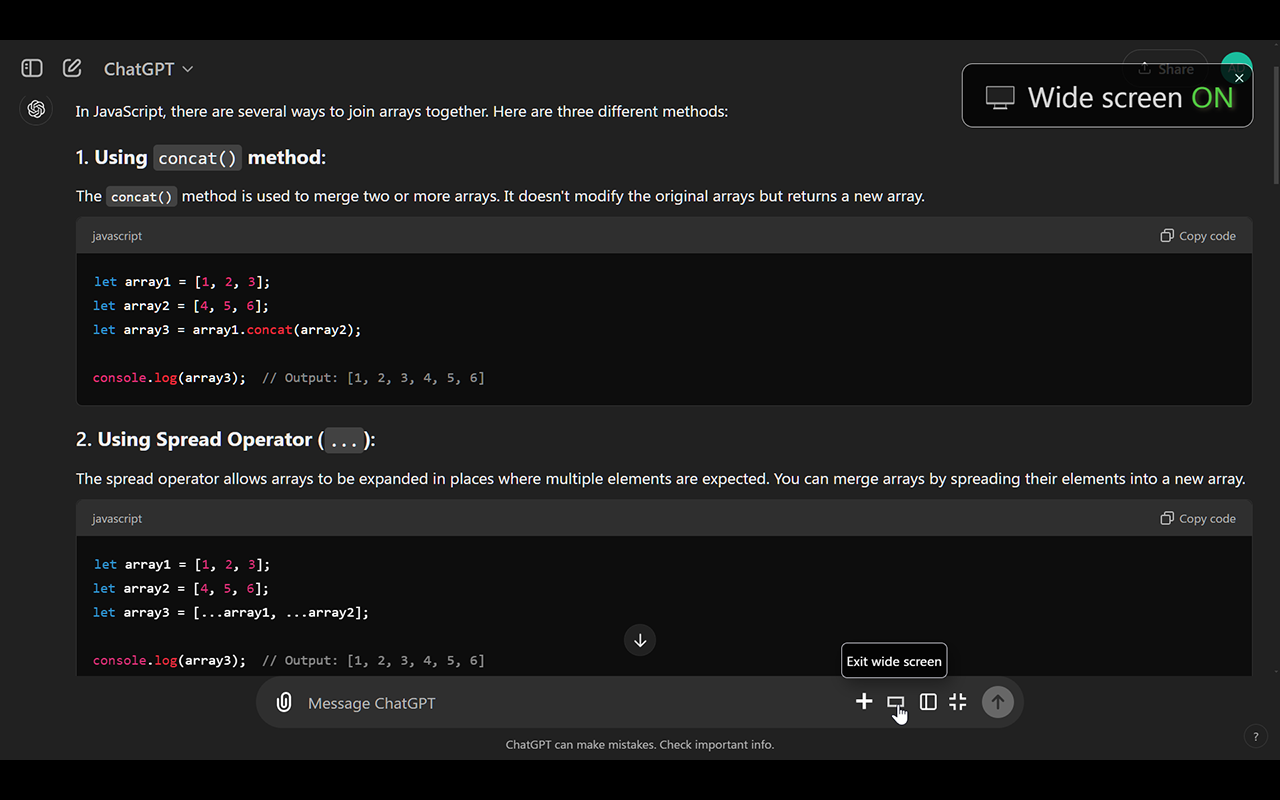 ChatGPT
Share
Wide screen ON
In JavaScript, there are several ways to join arrays together. Here are three different methods:
1. Using concat() method:
The concat() method is used to merge two or more arrays. It doesn't modify the original arrays but returns a new array.
javascript
Copy code
let array1 = [1, 2, 3];
let array2 = [4, 5, 6];
let array3 = array1.concat(array2);
console.log(array3);  // Output: [1, 2, 3, 4, 5, 6]
2. Using Spread Operator (...):
The spread operator allows arrays to be expanded in places where multiple elements are expected. You can merge arrays by spreading their elements into a new array.
javascript
Copy code
let array1 = [1, 2, 3];
let array2 = [4, 5, 6];
let array3 = [...array1, ...array2];
console.log(array3);  // Output: [1, 2, 3, 4, 5, 6]
Exit wide screen
Message ChatGPT
ChatGPT can make mistakes. Check important info.
?